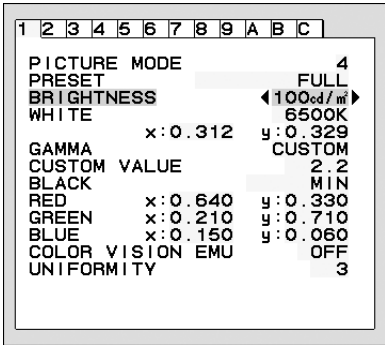 1 2 3 4 5 6 7 8 9 A B C
PICTURE MODE 4
PRESET FULL
BRIGHTNESS 100cd/㎡
WHITE 6500K
x:0.312 y:0.329
GAMMA CUSTOM
CUSTOM VALUE 2.2
BLACK MIN
RED x:0.640 y:0.330
GREEN x:0.210 y:0.710
BLUE x:0.150 y:0.060
COLOR VISION EMU OFF
UNIFORMITY 3